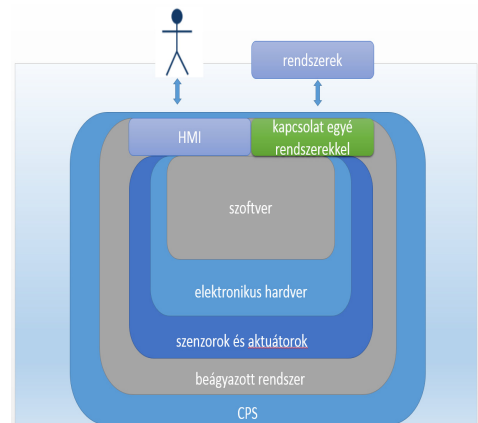 rendszerek
HMI
kapcsolat egyé
rendszerekkel
szoftver
elektronikus hardver
szenzorok és aktuátorok
beágyazott rendszer
CPS